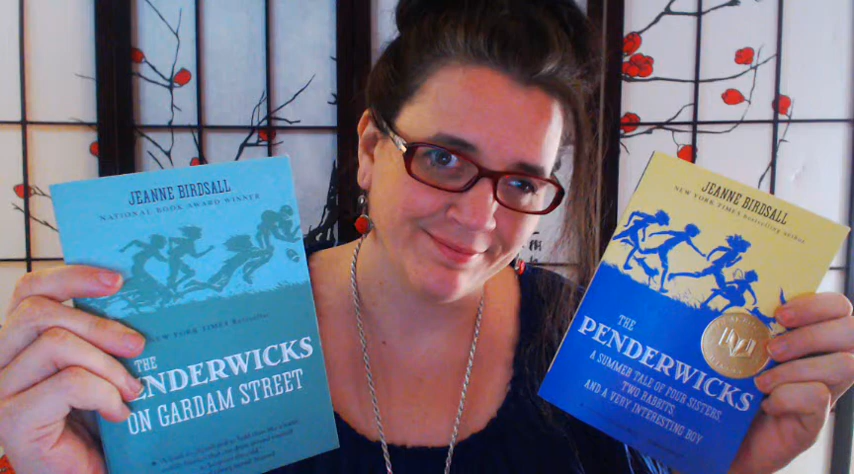 JEANNE BIRDSALL
NATIONAL BOOK AWARD WINNER
NEW YORK TIMES Bestseller
THE
ENDERWICKS
ON GARDAM STREET
JEANNE BIRDSALL
NEW YORK TIMES Bestselling author
THE
PENDERWICKS
A SUMMER TALE OF FOUR SISTERS,
TWO RABBITS,
AND A VERY INTERESTING BOY